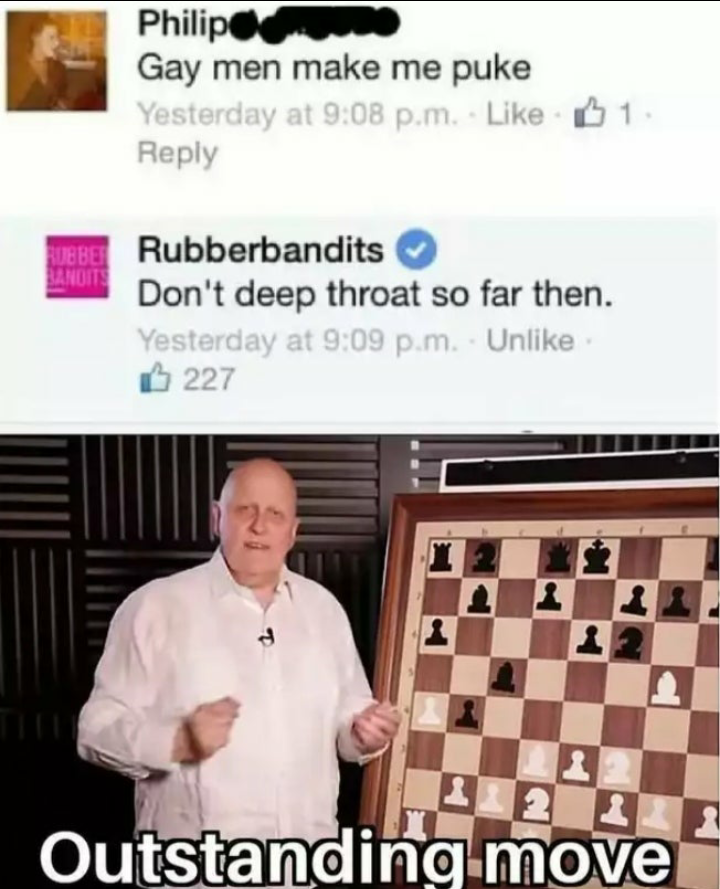 Philip
Gay men make me puke
Yesterday at 9:08 p.m. · Like · 1 ·
Reply
RUBBER
BANDITS
Rubberbandits
Don't deep throat so far then.
Yesterday at 9:09 p.m. · Unlike ·
227
Outstanding move